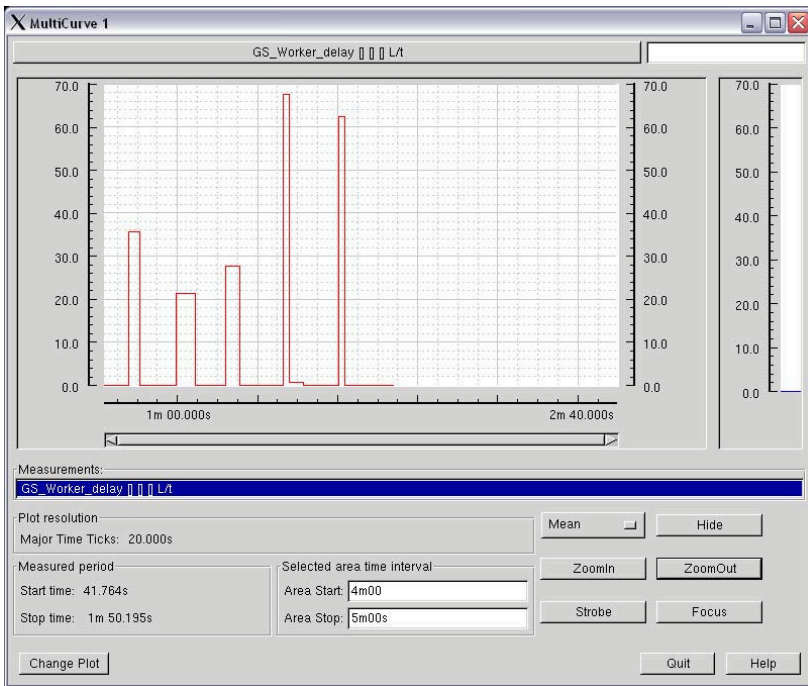 MultiCurve 1
GS_Worker_delay [] [] [] L/t
70.0 70.0 70.0
60.0 60.0 60.0
50.0 50.0 50.0
40.0 40.0 40.0
30.0 30.0 30.0
20.0 20.0 20.0
10.0 10.0 10.0
0.0 0.0 0.0
1m 00.000s 2m 40.000s
Measurements:
GS_Worker_delay [] [] [] L/t
Plot resolution
Major Time Ticks: 20.000s
Mean Hide
Measured period Selected area time interval
Start time: 41.764s Area Start: 4m00 ZoomIn ZoomOut
Stop time: 1m 50.195s Area Stop: 5m00s Strobe Focus
Change Plot Quit Help